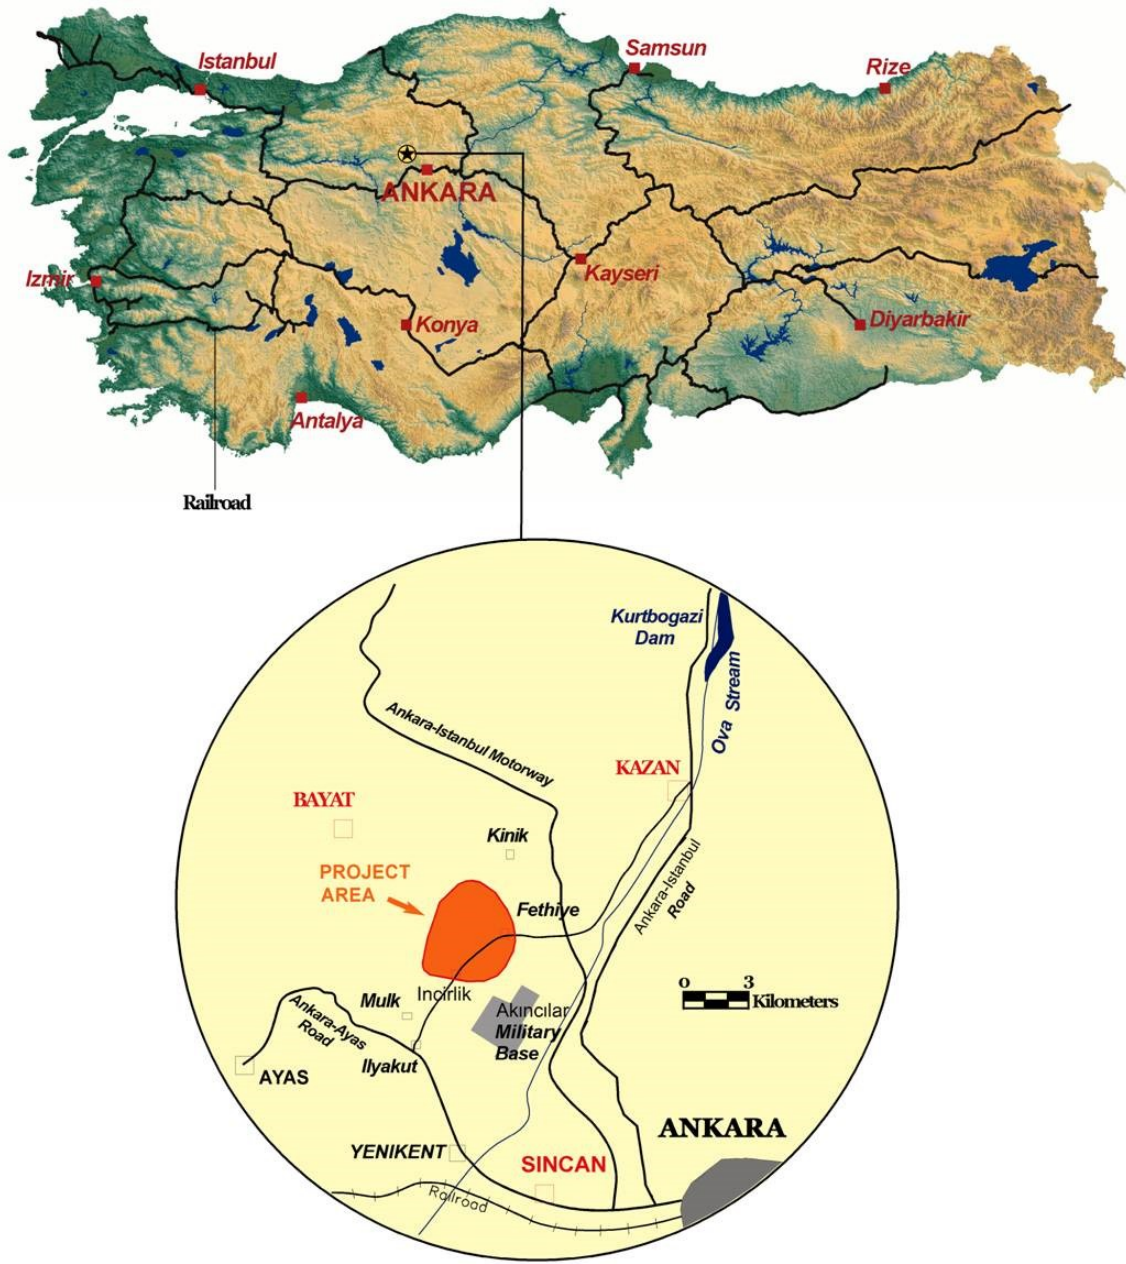 Istanbul
Samsun
Rize
ANKARA
Izmir
Kayseri
Konya
Diyarbakir
Antalya
Railroad
Kurtbogazi
Dam
Ova Stream
Ankara-Istanbul Motorway
KAZAN
BAYAT
Kinik
PROJECT
AREA
Fethiye
Ankara-Istanbul
Road
0 3
Kilometers
Incirlik
Mulk
Akıncılar
Military
Base
Ankara-Ayas
Road
Ilyakut
AYAS
ANKARA
YENIKENT
SINCAN
Railroad